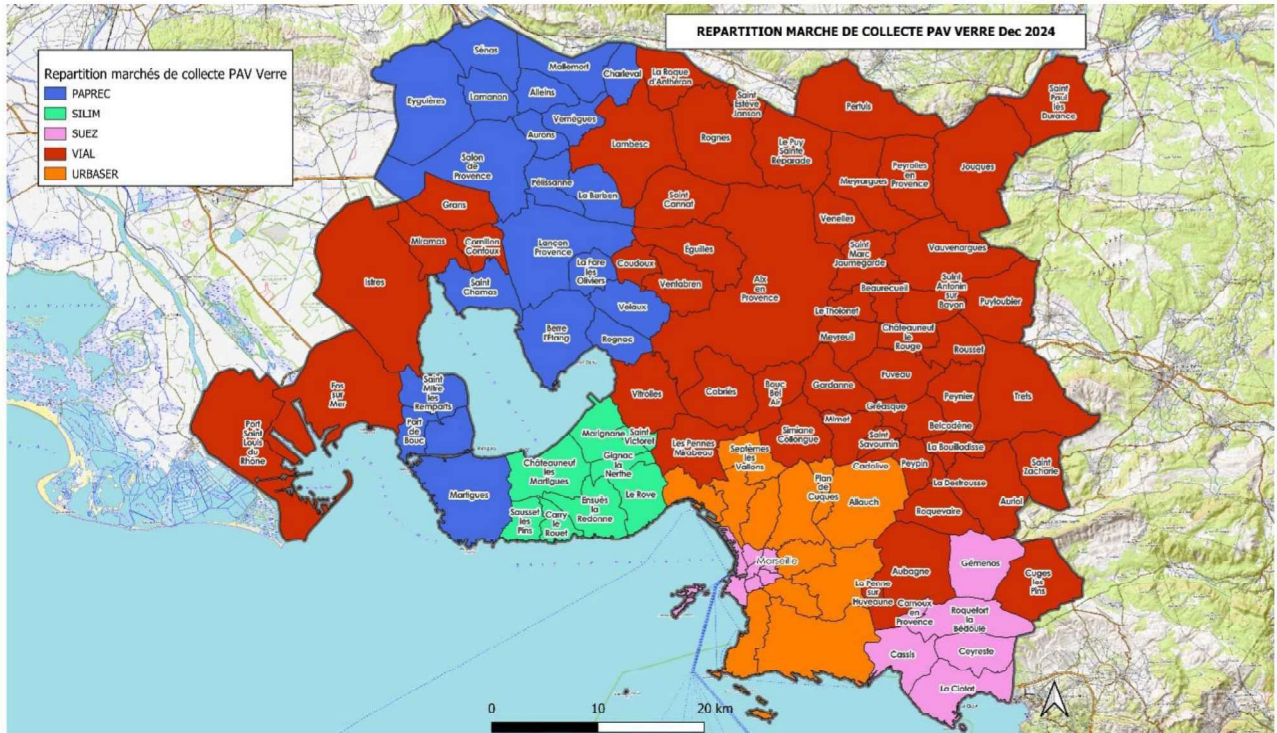 REPARTITION MARCHE DE COLLECTE PAV VERRE Dec 2024
Repartition marchés de collecte PAV Verre
PAPREC
SILIM
SUEZ
VIAL
URBASER
Sénas
Mallemort
Charleval
La Roque
d'Anthéron
Saint
Estève
Janson
Pertuis
Saint
Paul
lès
Durance
Eyguières
Lamanon
Alleins
Vernègues
Aurons
Lambesc
Rognes
Le Puy
Sainte
Réparade
Meyrargues
Peyrolles
en
Provence
Jouques
Salon
de
Provence
Pélissanne
La Barben
Saint
Cannat
Venelles
Grans
Miramas
Cornillon
Confoux
Lançon
Provence
La Fare
les
Oliviers
Coudoux
Éguilles
Ventabren
Aix
en
Provence
Saint
Marc
Jaumegarde
Vauvenargues
Beaurecueil
Saint
Antonin
sur
Bayon
Puyloubier
Istres
Saint
Chamas
Velaux
Berre
l'Étang
Rognac
Le Tholonet
Meyreuil
Châteauneuf
le
Rouge
Rousset
Fos
sur
Mer
Saint
Mitre
les
Remparts
Port
de
Bouc
Vitrolles
Cabriès
Bouc
Bel
Air
Gardanne
Fuveau
Peynier
Trets
Gréasque
Mimet
Belcodène
Port
Saint
Louis
du
Rhône
Marignane
Saint
Victoret
Les Pennes
Mirabeau
Simiane
Collongue
Saint
Savournin
La Bouilladisse
Septèmes
les
Vallons
Cadolive
Peypin
Saint
Zacharie
Châteauneuf
les
Martigues
Gignac
la
Nerthe
Plan
de
Cuques
Allauch
La Destrousse
Auriol
Martigues
Ensuès
la
Redonne
Le Rove
Sausset
les
Pins
Carry
le
Rouet
Roquevaire
Marseille
Aubagne
Gémenos
Cuges
les
Pins
La Penne
sur
Huveaune
Carnoux
en
Provence
Roquefort
la
Bédoule
Cassis
Ceyreste
La Ciotat
0 10 20 km